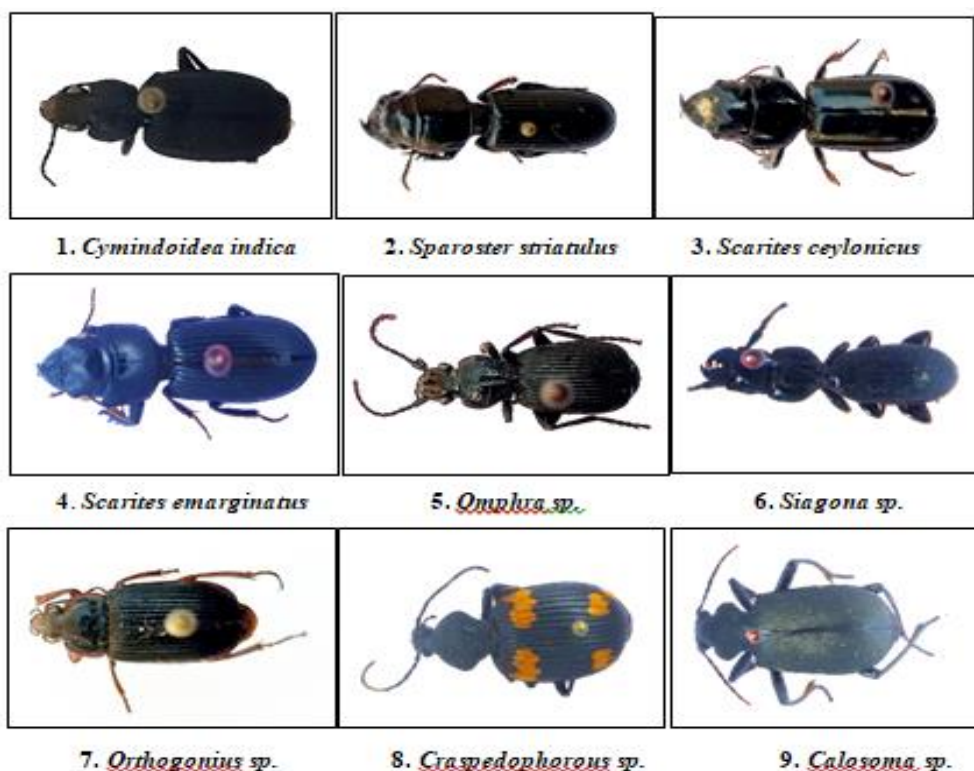 1. Cymindoidea indica
2. Sparoster striatulus
3. Scarites ceylonicus
4. Scarites emarginatus
5. Omphra sp.
6. Siagona sp.
7. Orthogonius sp.
8. Craspedophorous sp.
9. Calosoma sp.